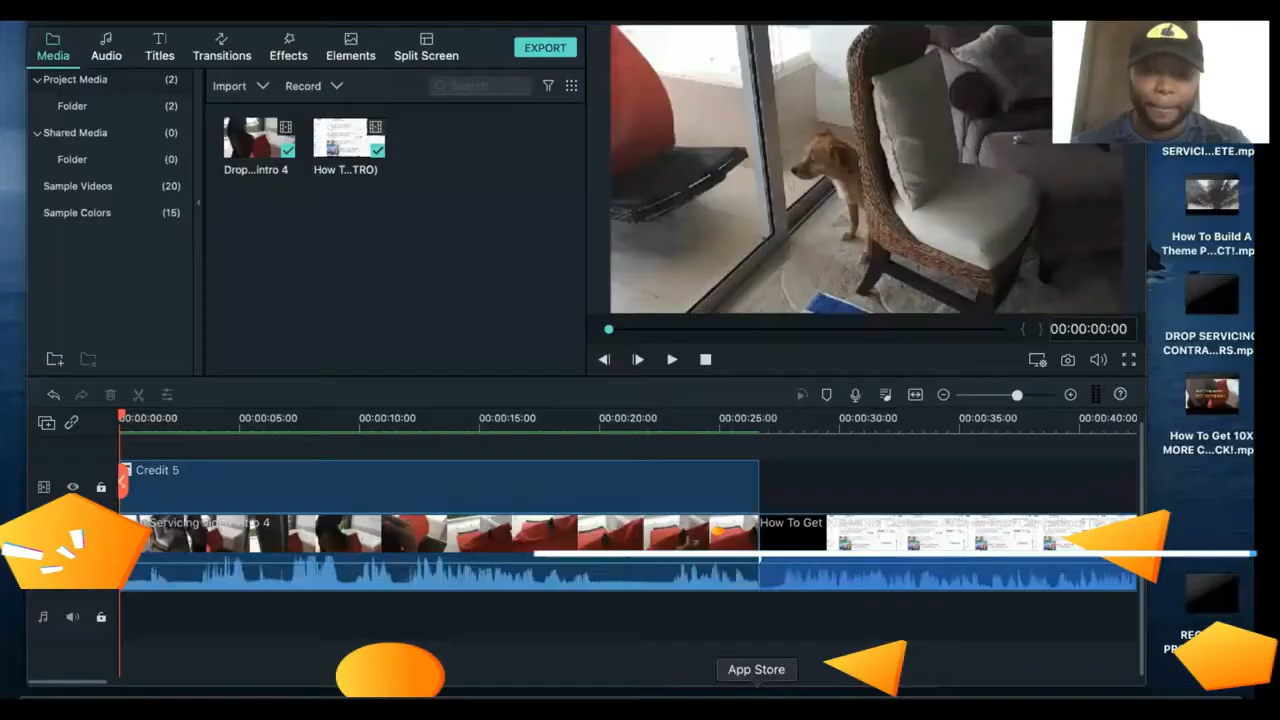 Media
Audio
Titles
Transitions
Effects
Elements
Split Screen
EXPORT
Project Media (2)
Folder (2)
Shared Media (0)
Folder (0)
Sample Videos (20)
Sample Colors (15)
Import
Record
Search
Drop...intro 4
How T...TRO)
00:00:00:00
SERVICI...ETE.mp
How To Build A
Theme P...CT!.mp
DROP SERVICING
CONTRA...RS.mp
How To Get 10X
MORE C...CK!.mp
00:00:00:00
00:00:05:00
00:00:10:00
00:00:15:00
00:00:20:00
00:00:25:00
00:00:30:00
00:00:35:00
00:00:40:00
Credit 5
Servicing
intro 4
How To Get
App Store